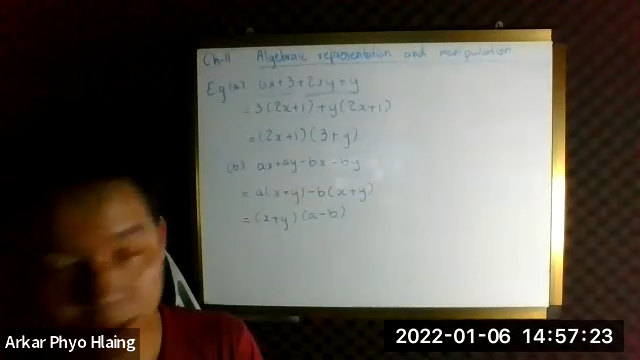 Ch-11 Algebraic representation and manipulation
E.g (a) 6x+3+2xy+y
= 3(2x+1)+y(2x+1)
= (2x+1)(3+y)
(b) ax+ay-bx-by
= a(x+y)-b(x+y)
= (x+y)(a-b)
Arkar Phyo Hlaing
2022-01-06 14:57:23